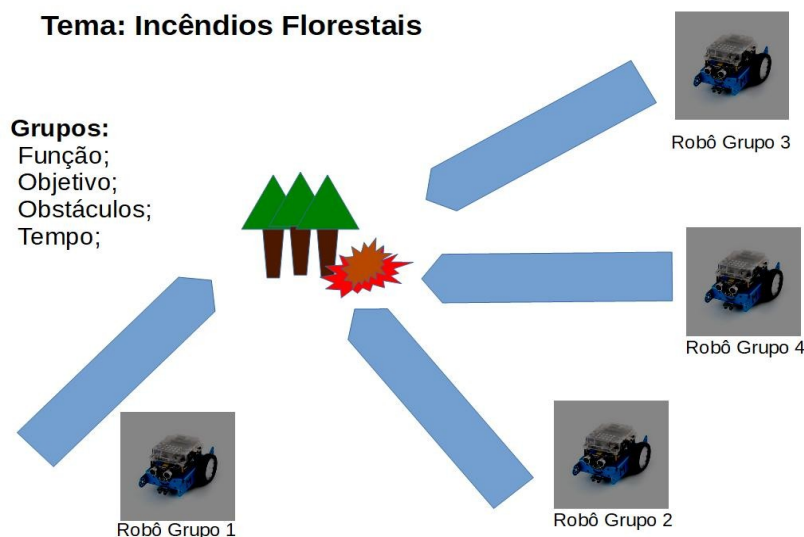 Tema: Incêndios Florestais
Grupos:
Função;
Objetivo;
Obstáculos;
Tempo;
Robô Grupo 3
Robô Grupo 4
Robô Grupo 2
Robô Grupo 1